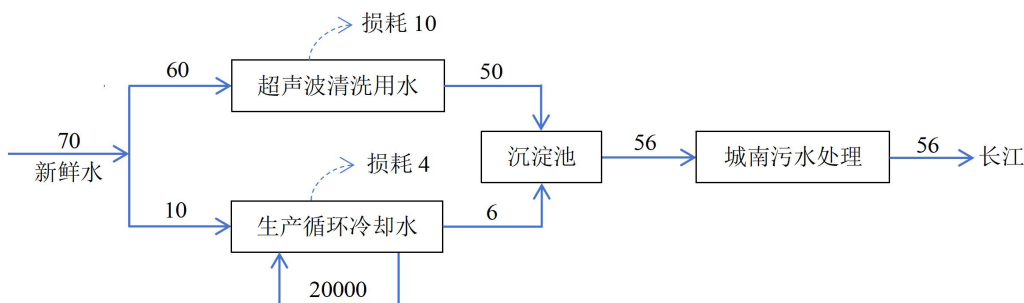 损耗 10
60
超声波清洗用水
50
70
新鲜水
沉淀池
56
城南污水处理
56
长江
损耗 4
10
生产循环冷却水
6
20000